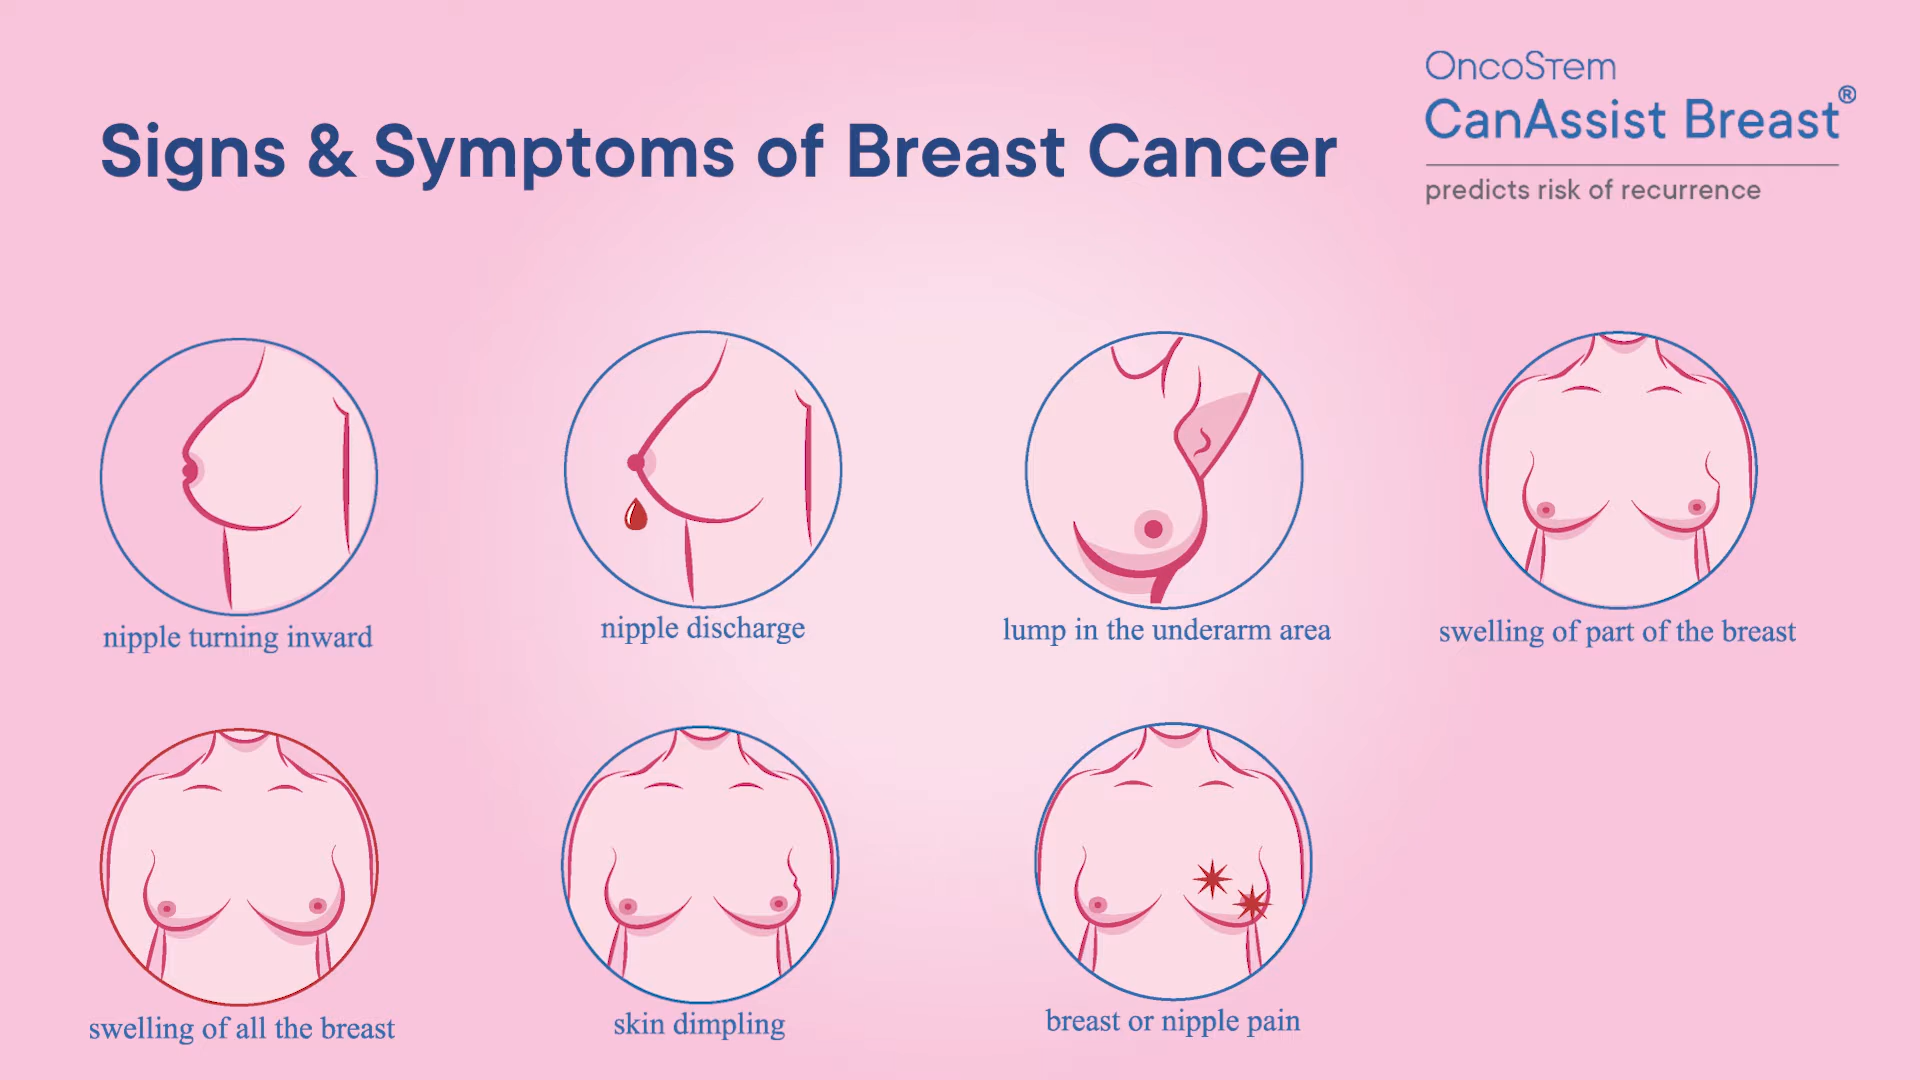 Signs & Symptoms of Breast Cancer
OncoSTem
CanAssist Breast®
predicts risk of recurrence
nipple turning inward
nipple discharge
lump in the underarm area
swelling of part of the breast
swelling of all the breast
skin dimpling
breast or nipple pain